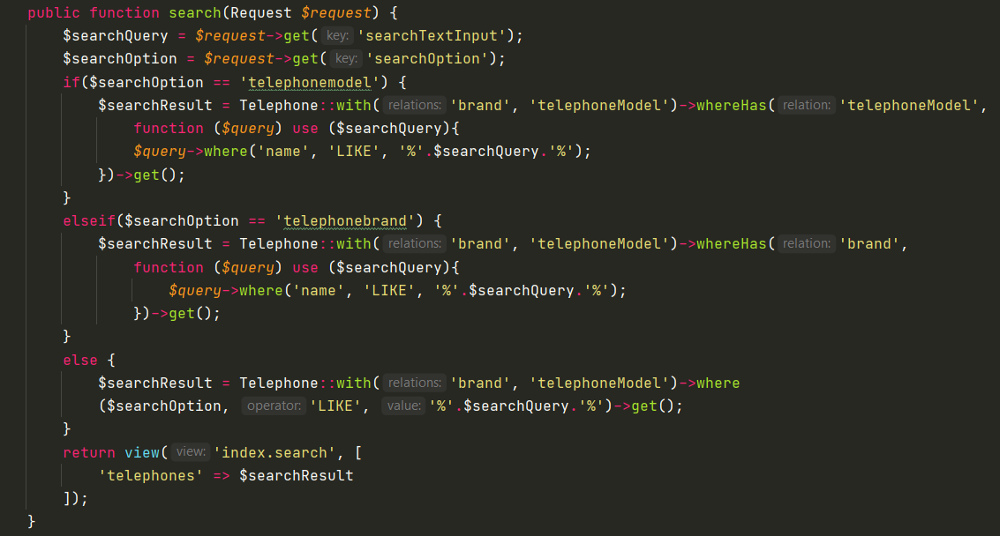 public function search(Request $request) {
$searchQuery = $request->get( key: 'searchTextInput');
$searchOption = $request->get( key: 'searchOption');
if($searchOption == 'telephonemodel') {
$searchResult = Telephone::with( relations: 'brand', 'telephoneModel')->whereHas( relation: 'telephoneModel',
function ($query) use ($searchQuery){
$query->where('name', 'LIKE', '%'.$searchQuery.'%');
})->get();
}
elseif($searchOption == 'telephonebrand') {
$searchResult = Telephone::with( relations: 'brand', 'telephoneModel')->whereHas( relation: 'brand',
function ($query) use ($searchQuery){
$query->where('name', 'LIKE', '%'.$searchQuery.'%');
})->get();
}
else {
$searchResult = Telephone::with( relations: 'brand', 'telephoneModel')->where
($searchOption, operator: 'LIKE', value: '%'.$searchQuery.'%')->get();
}
return view( view: 'index.search', [
'telephones' => $searchResult
]);
}